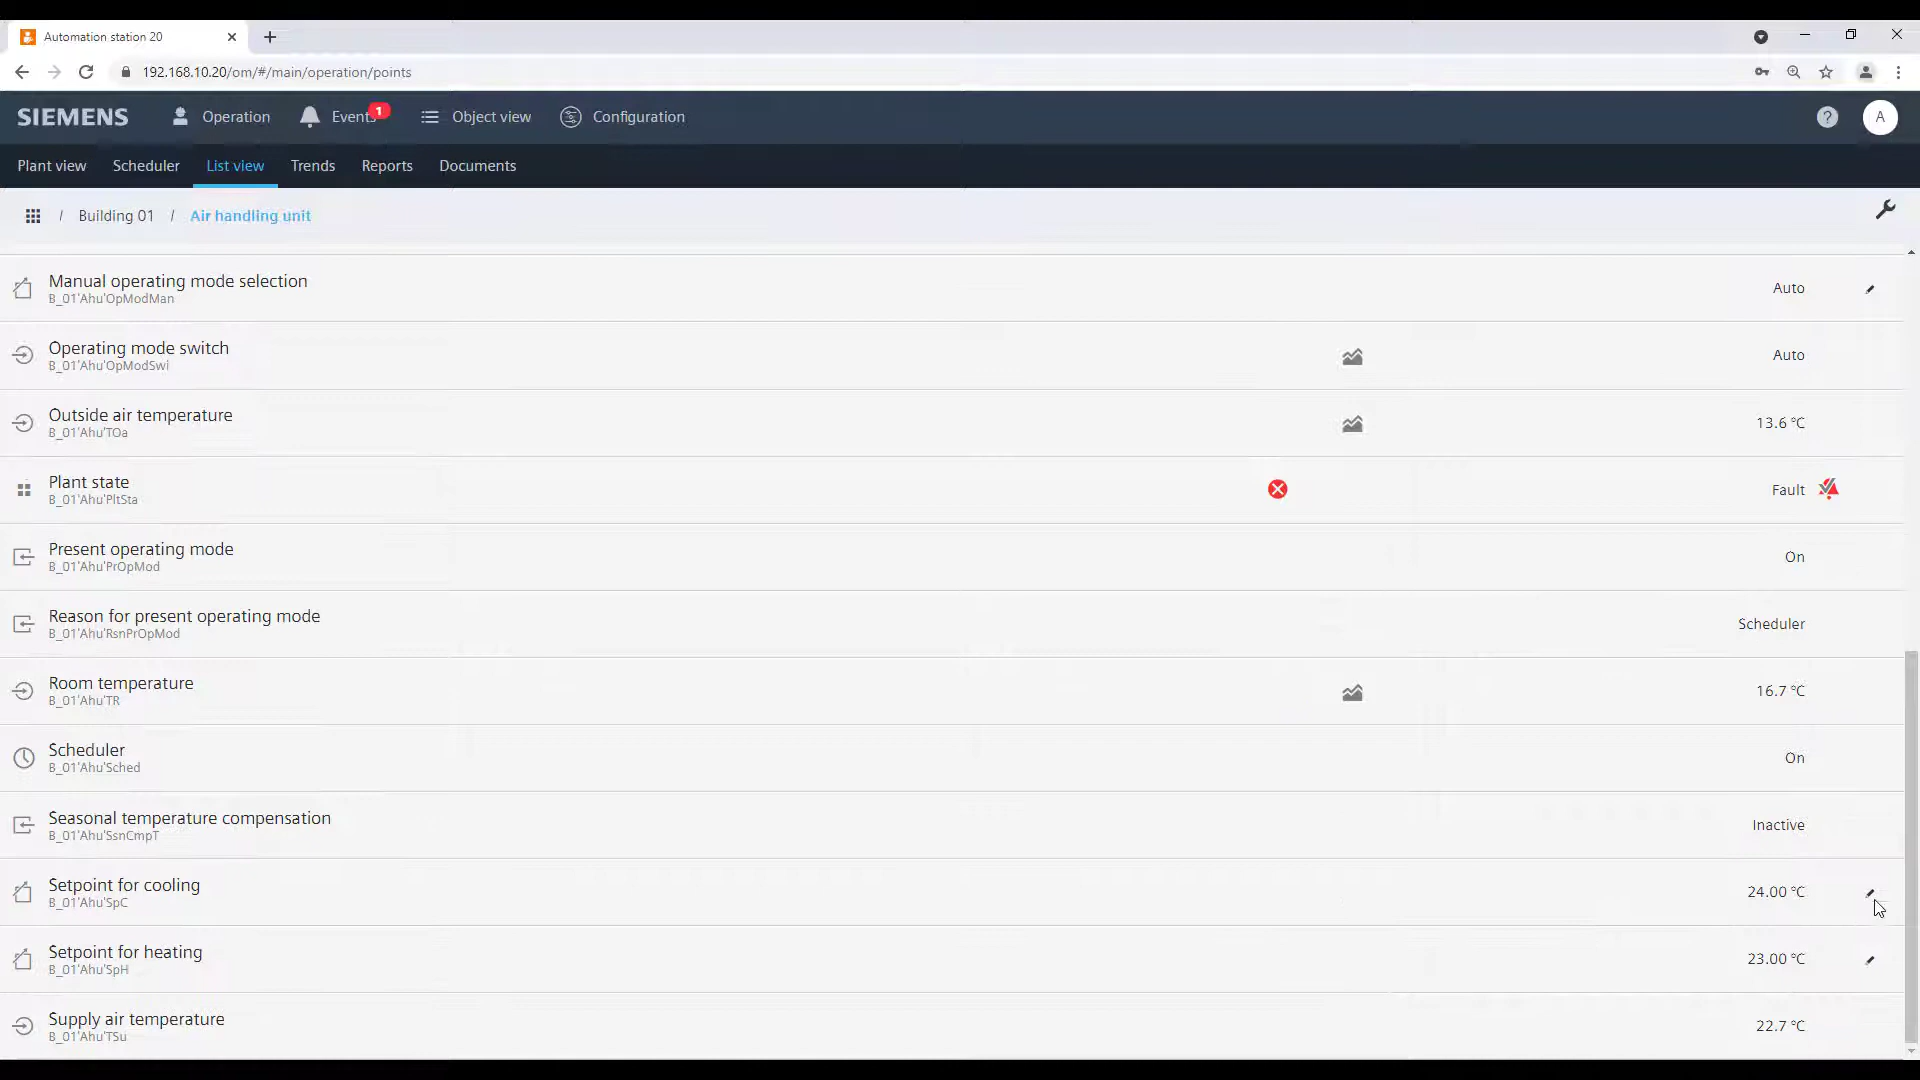 Automation station 20
192.168.10.20/om/#/main/operation/points
SIEMENS
Operation
Events
1
Object view
Configuration
?
A
Plant view
Scheduler
List view
Trends
Reports
Documents
/ Building 01 / Air handling unit
Manual operating mode selection
B_01'Ahu'OpModMan
Auto
Operating mode switch
B_01'Ahu'OpModSwi
Auto
Outside air temperature
B_01'Ahu'TOa
13.6 °C
Plant state
B_01'Ahu'PltSta
Fault
Present operating mode
B_01'Ahu'PrOpMod
On
Reason for present operating mode
B_01'Ahu'RsnPrOpMod
Scheduler
Room temperature
B_01'Ahu'TR
16.7 °C
Scheduler
B_01'Ahu'Sched
On
Seasonal temperature compensation
B_01'Ahu'SsnCmpT
Inactive
Setpoint for cooling
B_01'Ahu'SpC
24.00 °C
Setpoint for heating
B_01'Ahu'SpH
23.00 °C
Supply air temperature
B_01'Ahu'TSu
22.7 °C